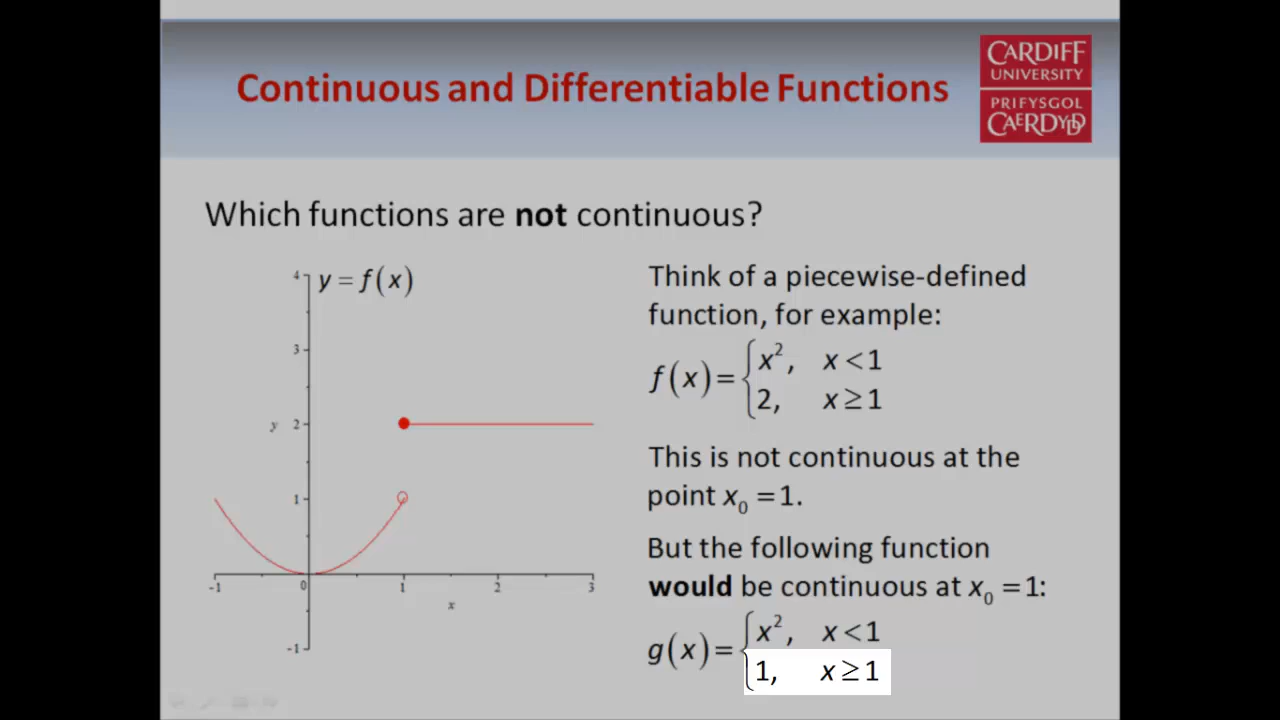 Continuous and Differentiable Functions
CARDIFF
UNIVERSITY
PRIFYSGOL
CAERDYDD
Which functions are not continuous?
y = f(x)
4
3
y 2
1
-1 0 1 2 3
x
-1
Think of a piecewise-defined
function, for example:
f(x) = { x², x < 1
2, x ≥ 1
This is not continuous at the
point x₀ = 1.
But the following function
would be continuous at x₀ = 1:
g(x) = { x², x < 1
1, x ≥ 1